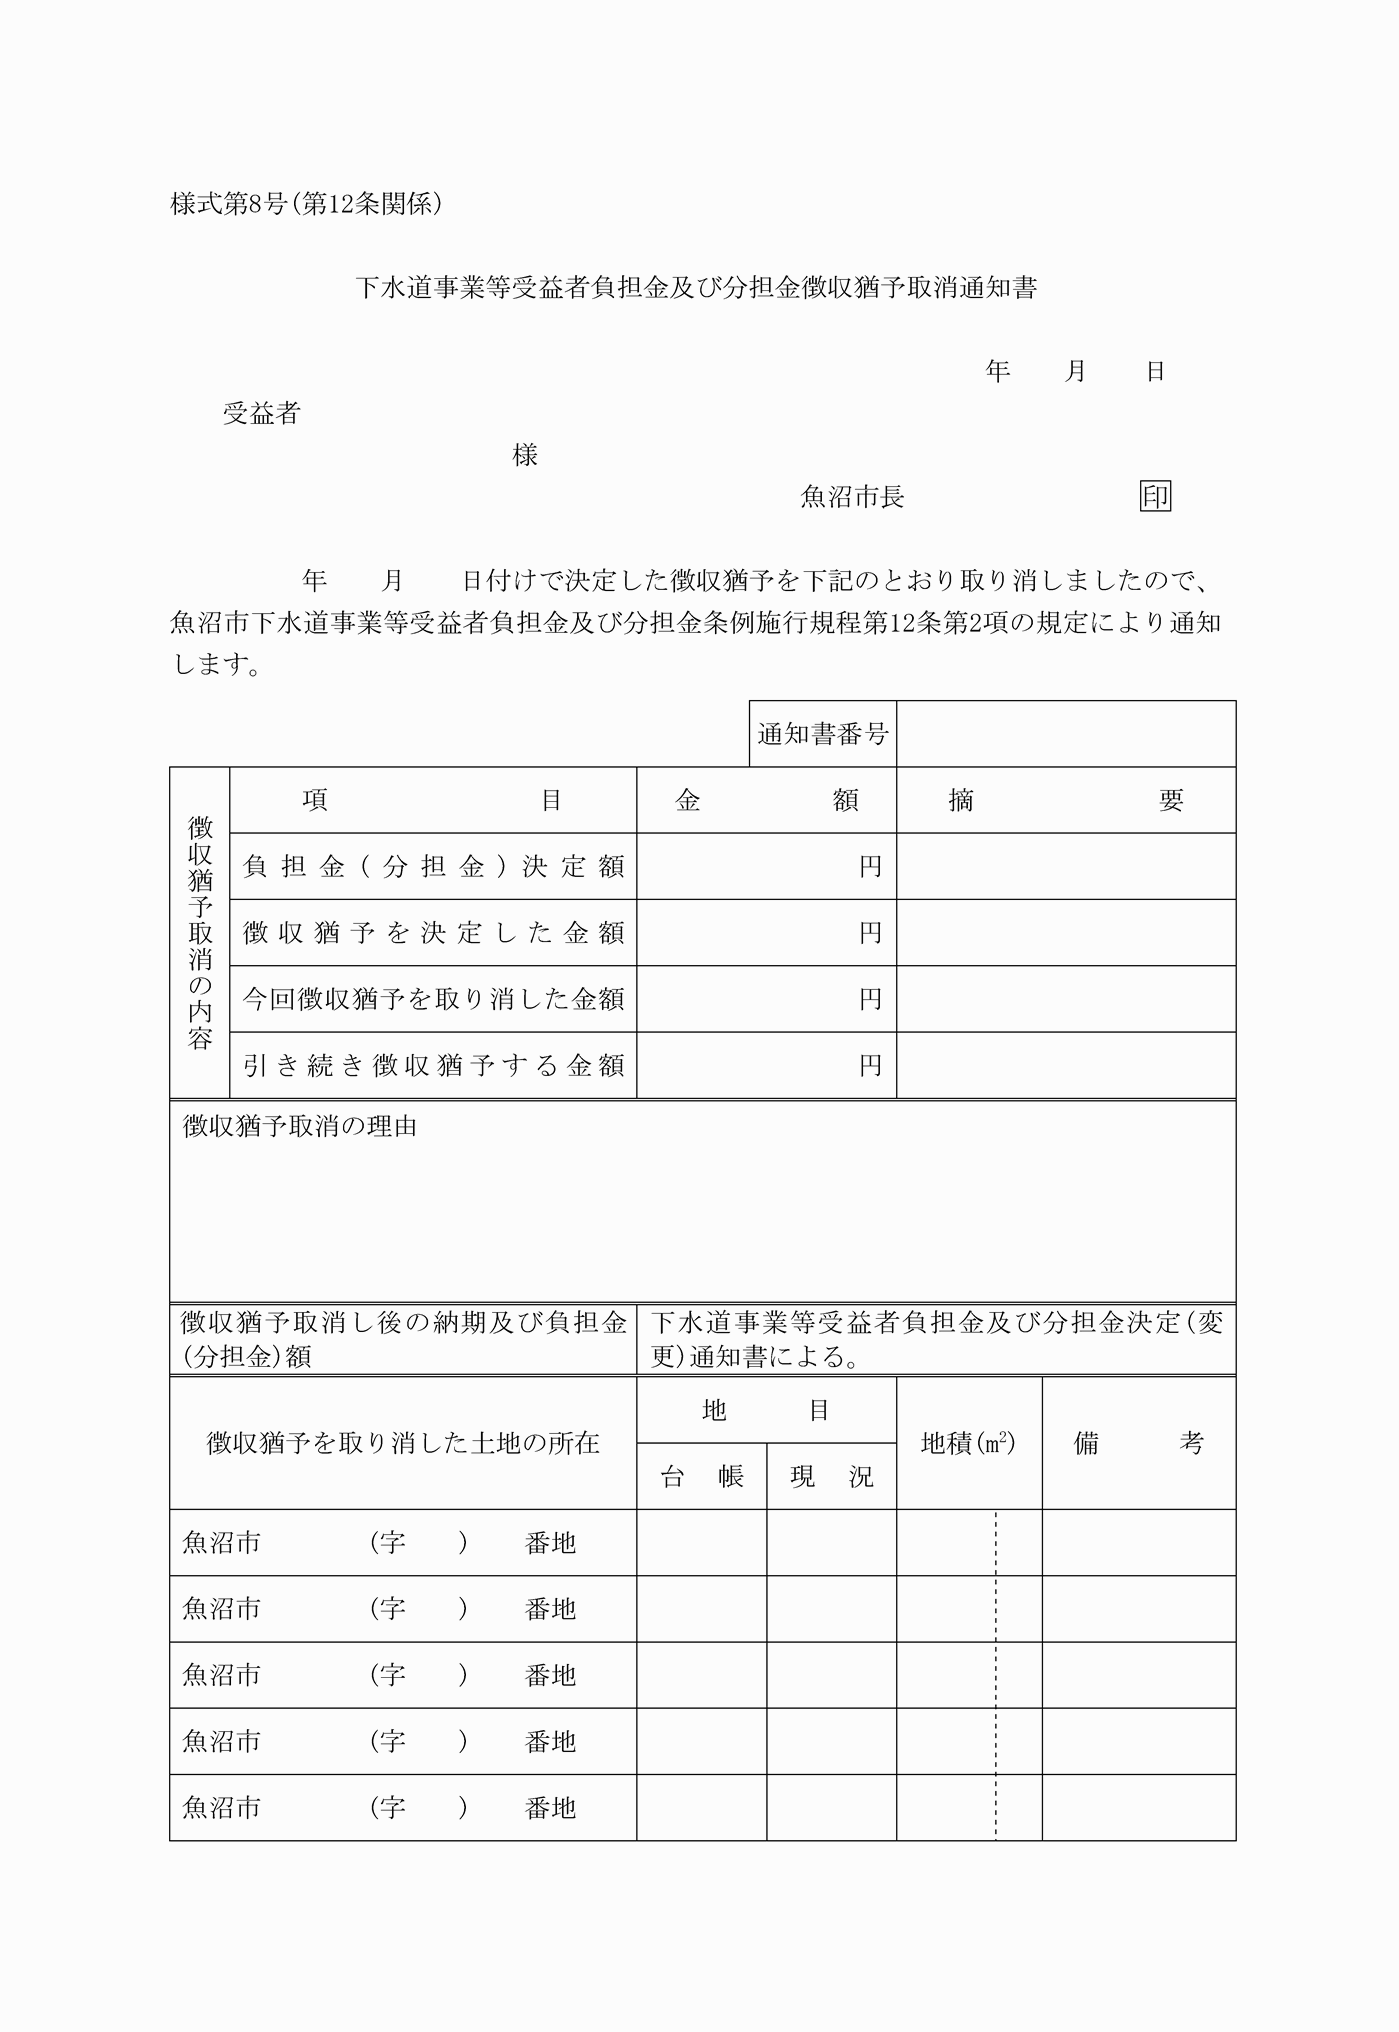 様式第8号(第12条関係)
下水道事業等受益者負担金及び分担金徴収猶予取消通知書
年　　月　　日
受益者
様
魚沼市長　　　　　　　　　印
年　　月　　日付けで決定した徴収猶予を下記のとおり取り消しましたので、
魚沼市下水道事業等受益者負担金及び分担金条例施行規程第12条第2項の規定により通知
します。
通知書番号
徴収猶予取消の内容
項　　　　目　　金　　　　額　　摘　　　　要
負担金(分担金)決定額　　円
徴収猶予を決定した金額　　円
今回徴収猶予を取り消した金額　　円
引き続き徴収猶予する金額　　円
徴収猶予取消の理由
徴収猶予取消し後の納期及び負担金
(分担金)額
下水道事業等受益者負担金及び分担金決定(変
更)通知書による。
徴収猶予を取り消した土地の所在
地　　　目
台　帳　　現　況
地積(m²)
備　　　考
魚沼市　　　　(字　　)　　番地
魚沼市　　　　(字　　)　　番地
魚沼市　　　　(字　　)　　番地
魚沼市　　　　(字　　)　　番地
魚沼市　　　　(字　　)　　番地